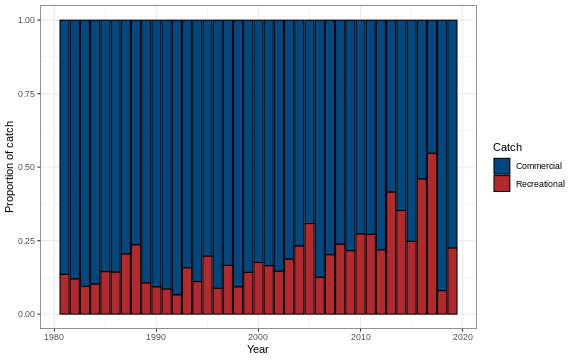 1.00
0.75
0.50
0.25
0.00
Proportion of catch
1980
1990
2000
2010
2020
Year
Catch
Commercial
Recreational